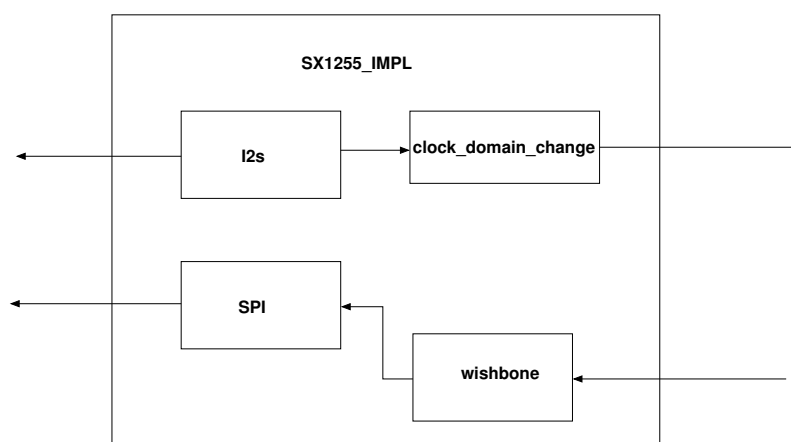 SX1255_IMPL
I2s
clock_domain_change
SPI
wishbone